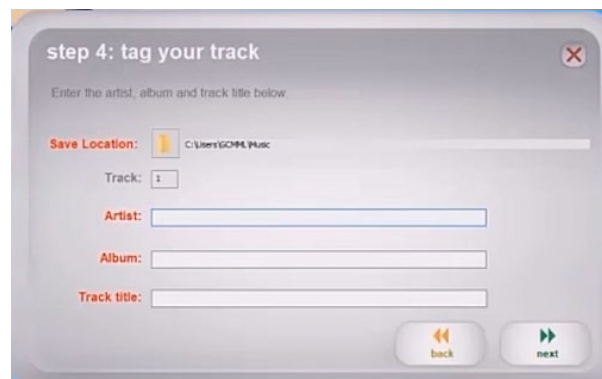 step 4: tag your track
Enter the artist, album and track title below.
Save Location: C:\Users\GCMML\Music
Track: 1
Artist:
Album:
Track title:
back next